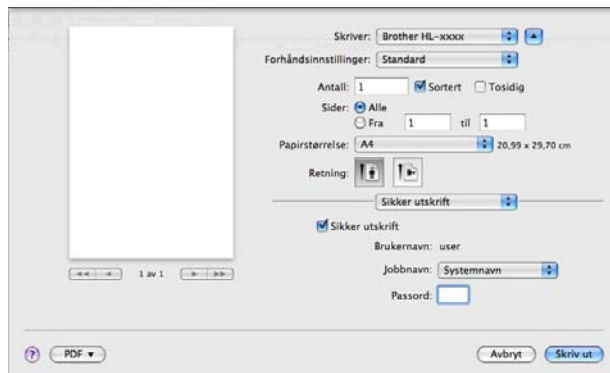 Skriver: Brother HL-xxxx
Forhåndsinnstillinger: Standard
Antall: 1 Sortert Tosidig
Sider: Alle
Fra 1 til 1
Papirstørrelse: A4 20,99 x 29,70 cm
Retning:
Sikker utskrift
Sikker utskrift
Brukernavn: user
Jobbnavn: Systemnavn
Passord:
1 av 1
? PDF Avbryt Skriv ut